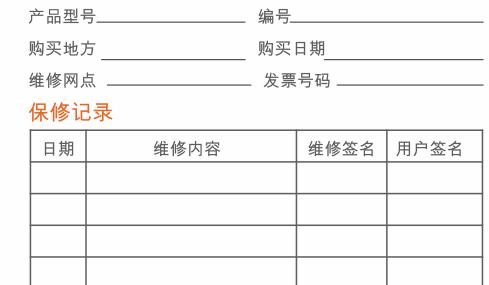 产品型号 编号
购买地方 购买日期
维修网点 发票号码
保修记录
日期 维修内容 维修签名 用户签名